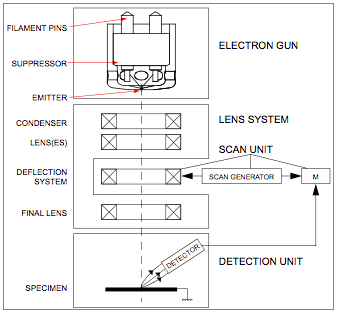 FILAMENT PINS
ELECTRON GUN
SUPPRESSOR
EMITTER
CONDENSER
LENS SYSTEM
LENS(ES)
SCAN UNIT
DEFLECTION
SYSTEM
SCAN GENERATOR
M
FINAL LENS
DETECTOR
DETECTION UNIT
SPECIMEN